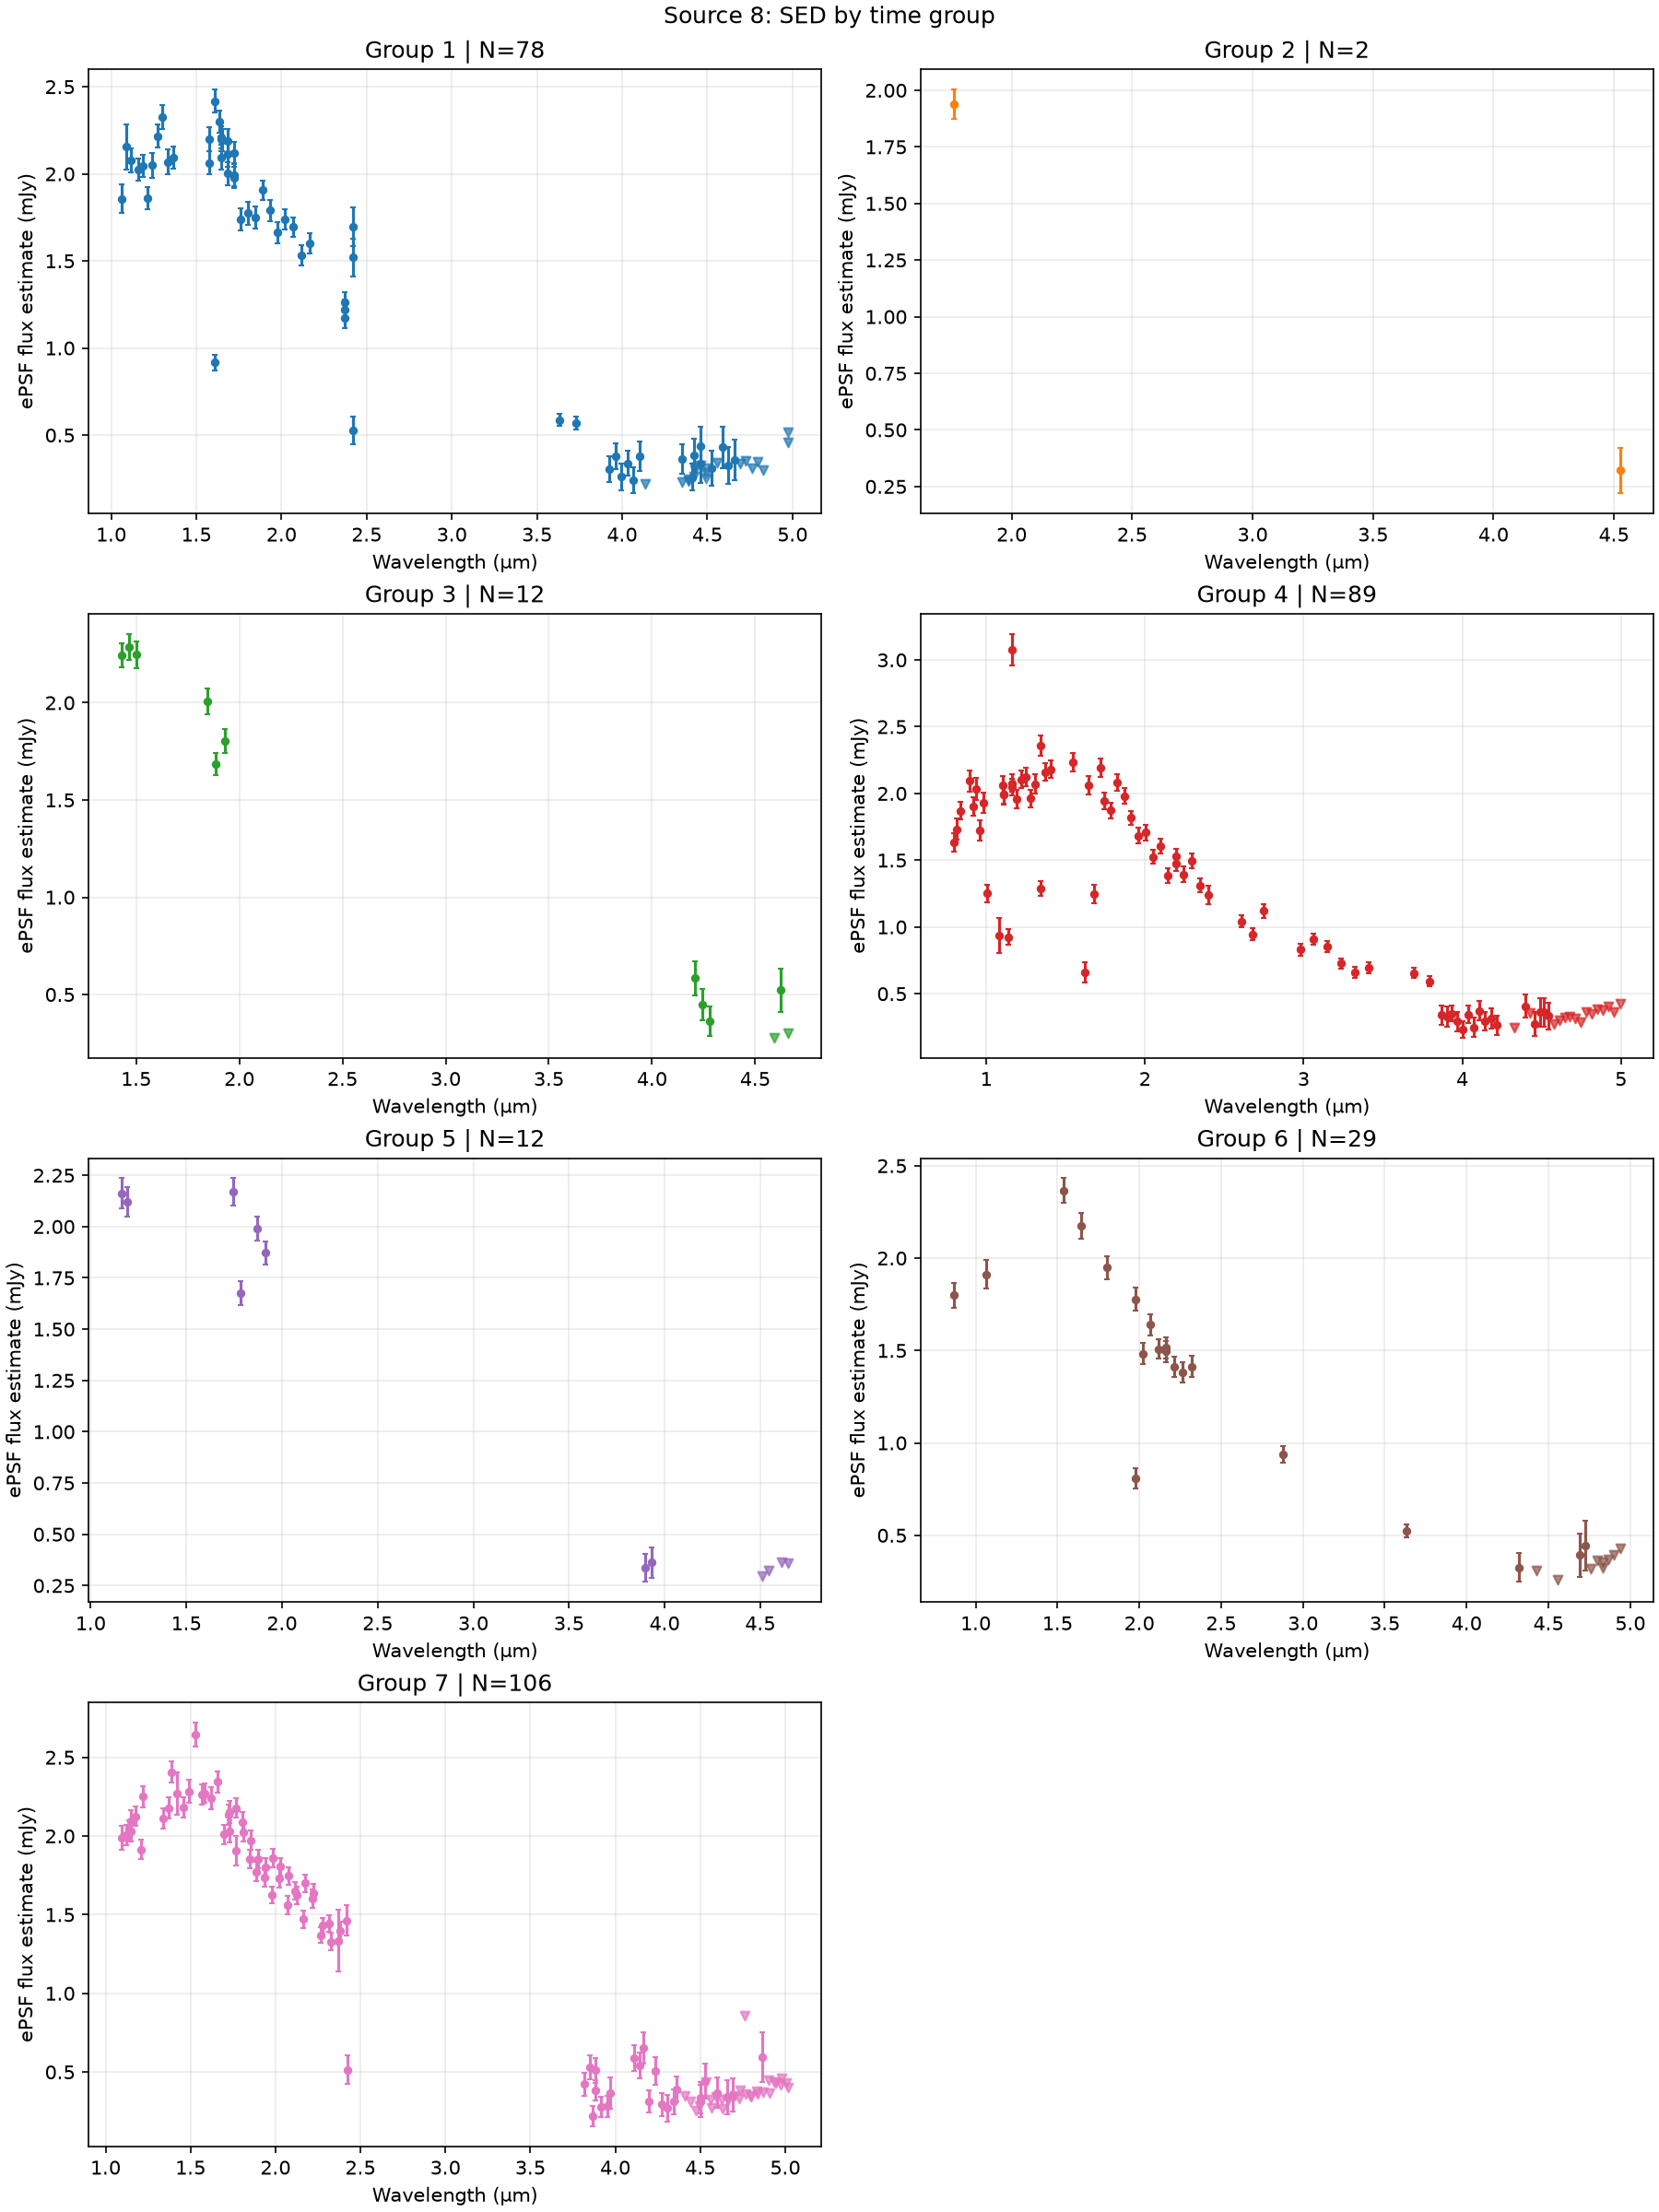 Source 8: SED by time group
Group 1 | N=78
ePSF flux estimate (mJy)
2.5
2.0
1.5
1.0
0.5
1.0 1.5 2.0 2.5 3.0 3.5 4.0 4.5 5.0
Wavelength (µm)
Group 2 | N=2
ePSF flux estimate (mJy)
2.00
1.75
1.50
1.25
1.00
0.75
0.50
0.25
2.0 2.5 3.0 3.5 4.0 4.5
Wavelength (µm)
Group 3 | N=12
ePSF flux estimate (mJy)
2.0
1.5
1.0
0.5
1.5 2.0 2.5 3.0 3.5 4.0 4.5
Wavelength (µm)
Group 4 | N=89
ePSF flux estimate (mJy)
3.0
2.5
2.0
1.5
1.0
0.5
1 2 3 4 5
Wavelength (µm)
Group 5 | N=12
ePSF flux estimate (mJy)
2.25
2.00
1.75
1.50
1.25
1.00
0.75
0.50
0.25
1.0 1.5 2.0 2.5 3.0 3.5 4.0 4.5
Wavelength (µm)
Group 6 | N=29
ePSF flux estimate (mJy)
2.5
2.0
1.5
1.0
0.5
1.0 1.5 2.0 2.5 3.0 3.5 4.0 4.5 5.0
Wavelength (µm)
Group 7 | N=106
ePSF flux estimate (mJy)
2.5
2.0
1.5
1.0
0.5
1.0 1.5 2.0 2.5 3.0 3.5 4.0 4.5 5.0
Wavelength (µm)